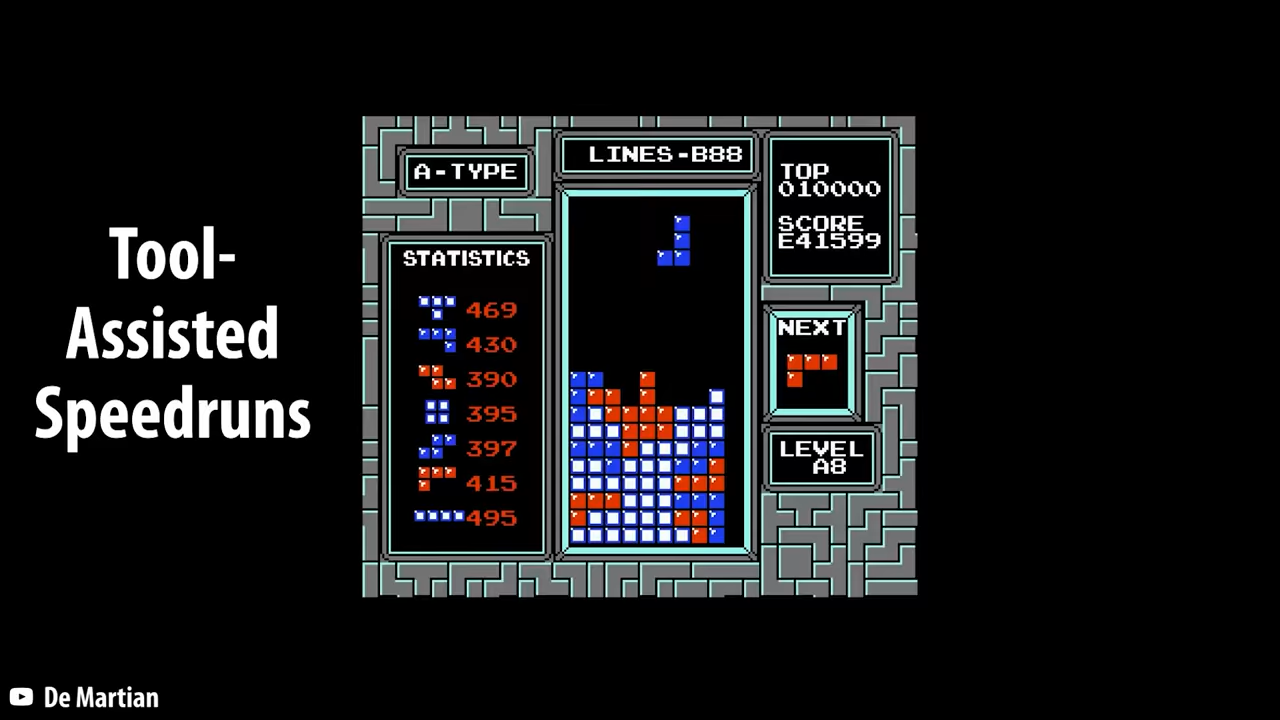 Tool-
Assisted
Speedruns
A-TYPE
LINES-B88
TOP
010000
SCORE
E41599
STATISTICS
469
430
390
395
397
415
495
NEXT
LEVEL
A8
De Martian